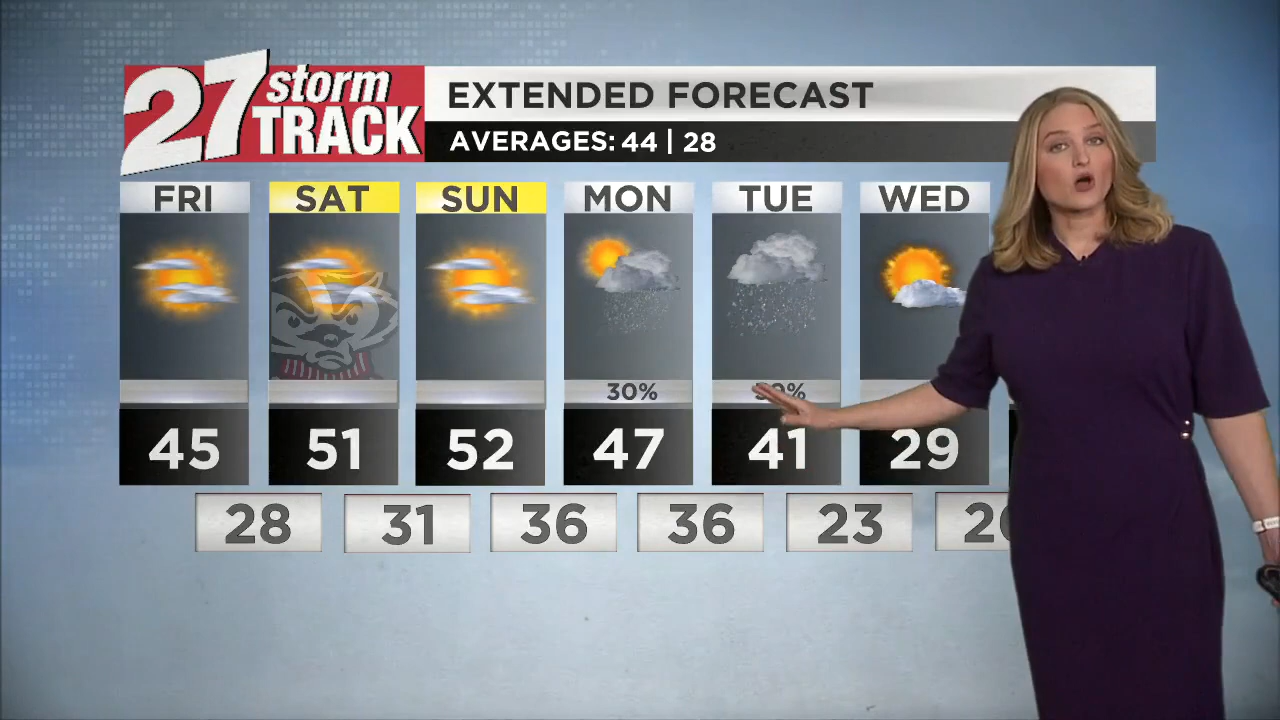 27 storm
TRACK
EXTENDED FORECAST
AVERAGES: 44 | 28
FRI SAT SUN MON TUE WED
30%
45 51 52 47 41 29
28 31 36 36 23